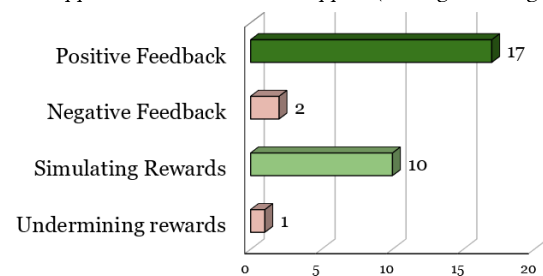 Positive Feedback 17
Negative Feedback 2
Simulating Rewards 10
Undermining rewards 1
0 5 10 15 20